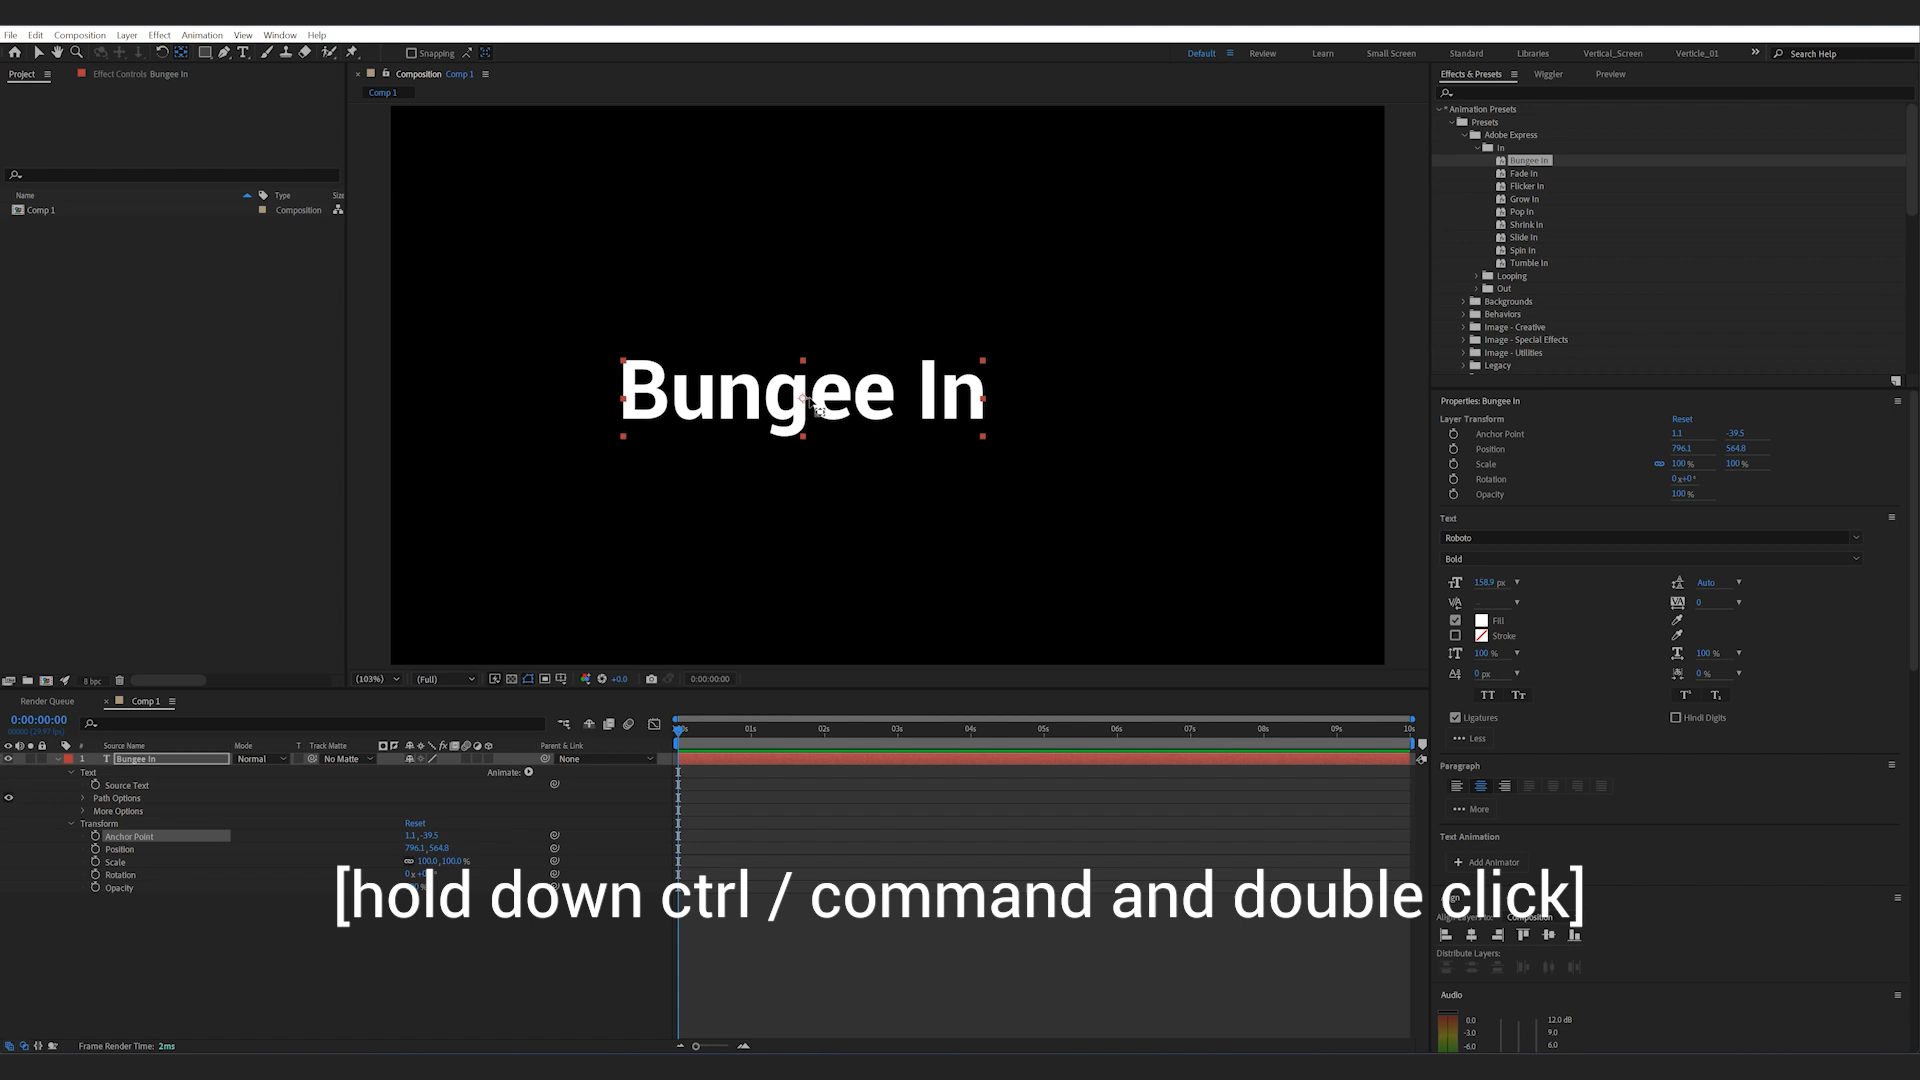 File Edit Composition Layer Effect Animation View Window Help
Snapping
Default Review Learn Small Screen Standard Libraries Vertical_Screen Verticle_01 Search Help
Project Effect Controls Bungee In
Composition Comp 1
Effects & Presets Wiggler Preview
Comp 1
* Animation Presets
Presets
Adobe Express
In
Bungee In
Fade In
Flicker In
Grow In
Pop In
Shrink In
Slide In
Spin In
Tumble In
Looping
Out
Backgrounds
Behaviors
Image - Creative
Image - Special Effects
Image - Utilities
Legacy
Name Type Size
Comp 1 Composition
Bungee In
Properties: Bungee In
Layer Transform Reset
Anchor Point 1.1 -39.5
Position 796.1 564.8
Scale 100 % 100 %
Rotation 0 x+0 °
Opacity 100 %
Text
Roboto
Bold
158.9 px Auto
0
Fill
Stroke
100 % 100 %
0 px 0 %
TT Tт T¹ T₁
Ligatures Hindi Digits
Less
Paragraph
More
Text Animation
Add Animator
Align
Align Layers to: Composition
Distribute Layers:
Audio
0.0 12.0 dB
-3.0 9.0
-6.0 6.0
8 bpc
(103%) (Full) +0.0 0:00:00:00
Render Queue Comp 1
0:00:00:00
00000 (29.97 fps)
01s 02s 03s 04s 05s 06s 07s 08s 09s 10s
# Source Name Mode T Track Matte Parent & Link
1 T Bungee In Normal No Matte None
Text Animate:
Source Text
Path Options
More Options
Transform Reset
Anchor Point 1.1,-39.5
Position 796.1,564.8
Scale 100.0,100.0 %
Rotation 0 x+0°
Opacity
[hold down ctrl / command and double click]
Frame Render Time: 2ms